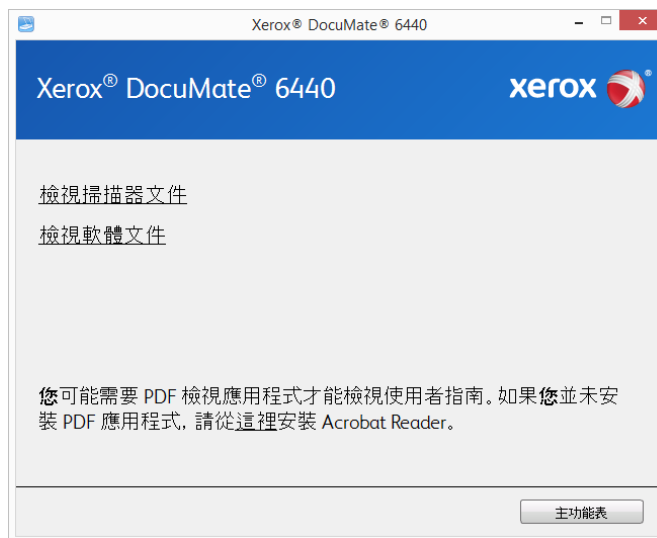 Xerox® DocuMate® 6440
Xerox® DocuMate® 6440
xerox®
檢視掃描器文件
檢視軟體文件
您可能需要 PDF 檢視應用程式才能檢視使用者指南。如果您並未安
裝 PDF 應用程式, 請從這裡安裝 Acrobat Reader。
主功能表